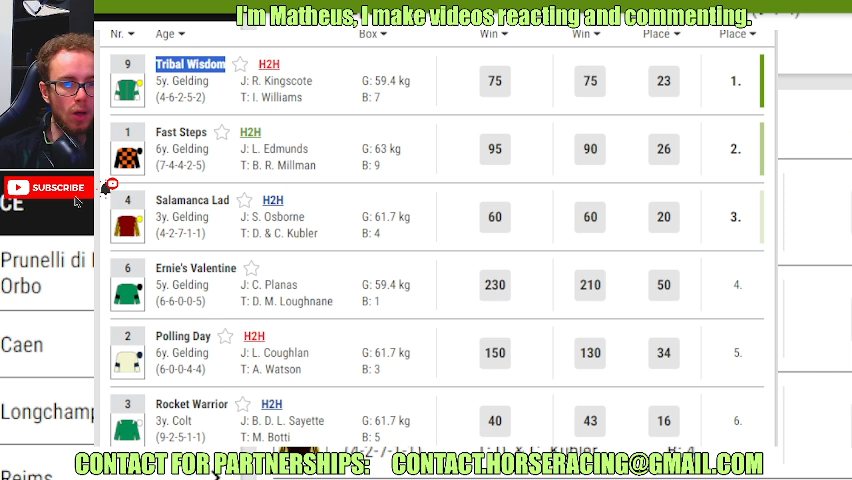 I'm Matheus, I make videos reacting and commenting.
Nr. Age Box Win Win Place Place
9 Tribal Wisdom H2H
5y. Gelding J: R. Kingscote G: 59.4 kg 75 75 23 1.
(4-6-2-5-2) T: I. Williams B: 7
1 Fast Steps H2H
6y. Gelding J: L. Edmunds G: 63 kg 95 90 26 2.
(7-4-4-2-5) T: B. R. Millman B: 9
SUBSCRIBE
CE
4 Salamanca Lad H2H
3y. Gelding J: S. Osborne G: 61.7 kg 60 60 20 3.
(4-2-7-1-1) T: D. & C. Kubler B: 4
Prunelli di
Orbo
6 Ernie's Valentine
5y. Gelding J: C. Planas G: 59.4 kg 230 210 50 4.
(6-6-0-0-5) T: D. M. Loughnane B: 1
Caen
2 Polling Day H2H
6y. Gelding J: L. Coughlan G: 61.7 kg 150 130 34 5.
(6-0-0-4-4) T: A. Watson B: 3
Longchamp
3 Rocket Warrior H2H
3y. Colt J: B. D. L. Sayette G: 61.7 kg 40 43 16 6.
(9-2-5-1-1) T: M. Botti B: 5
Reims
CONTACT FOR PARTNERSHIPS: CONTACT.HORSERACING@GMAIL.COM